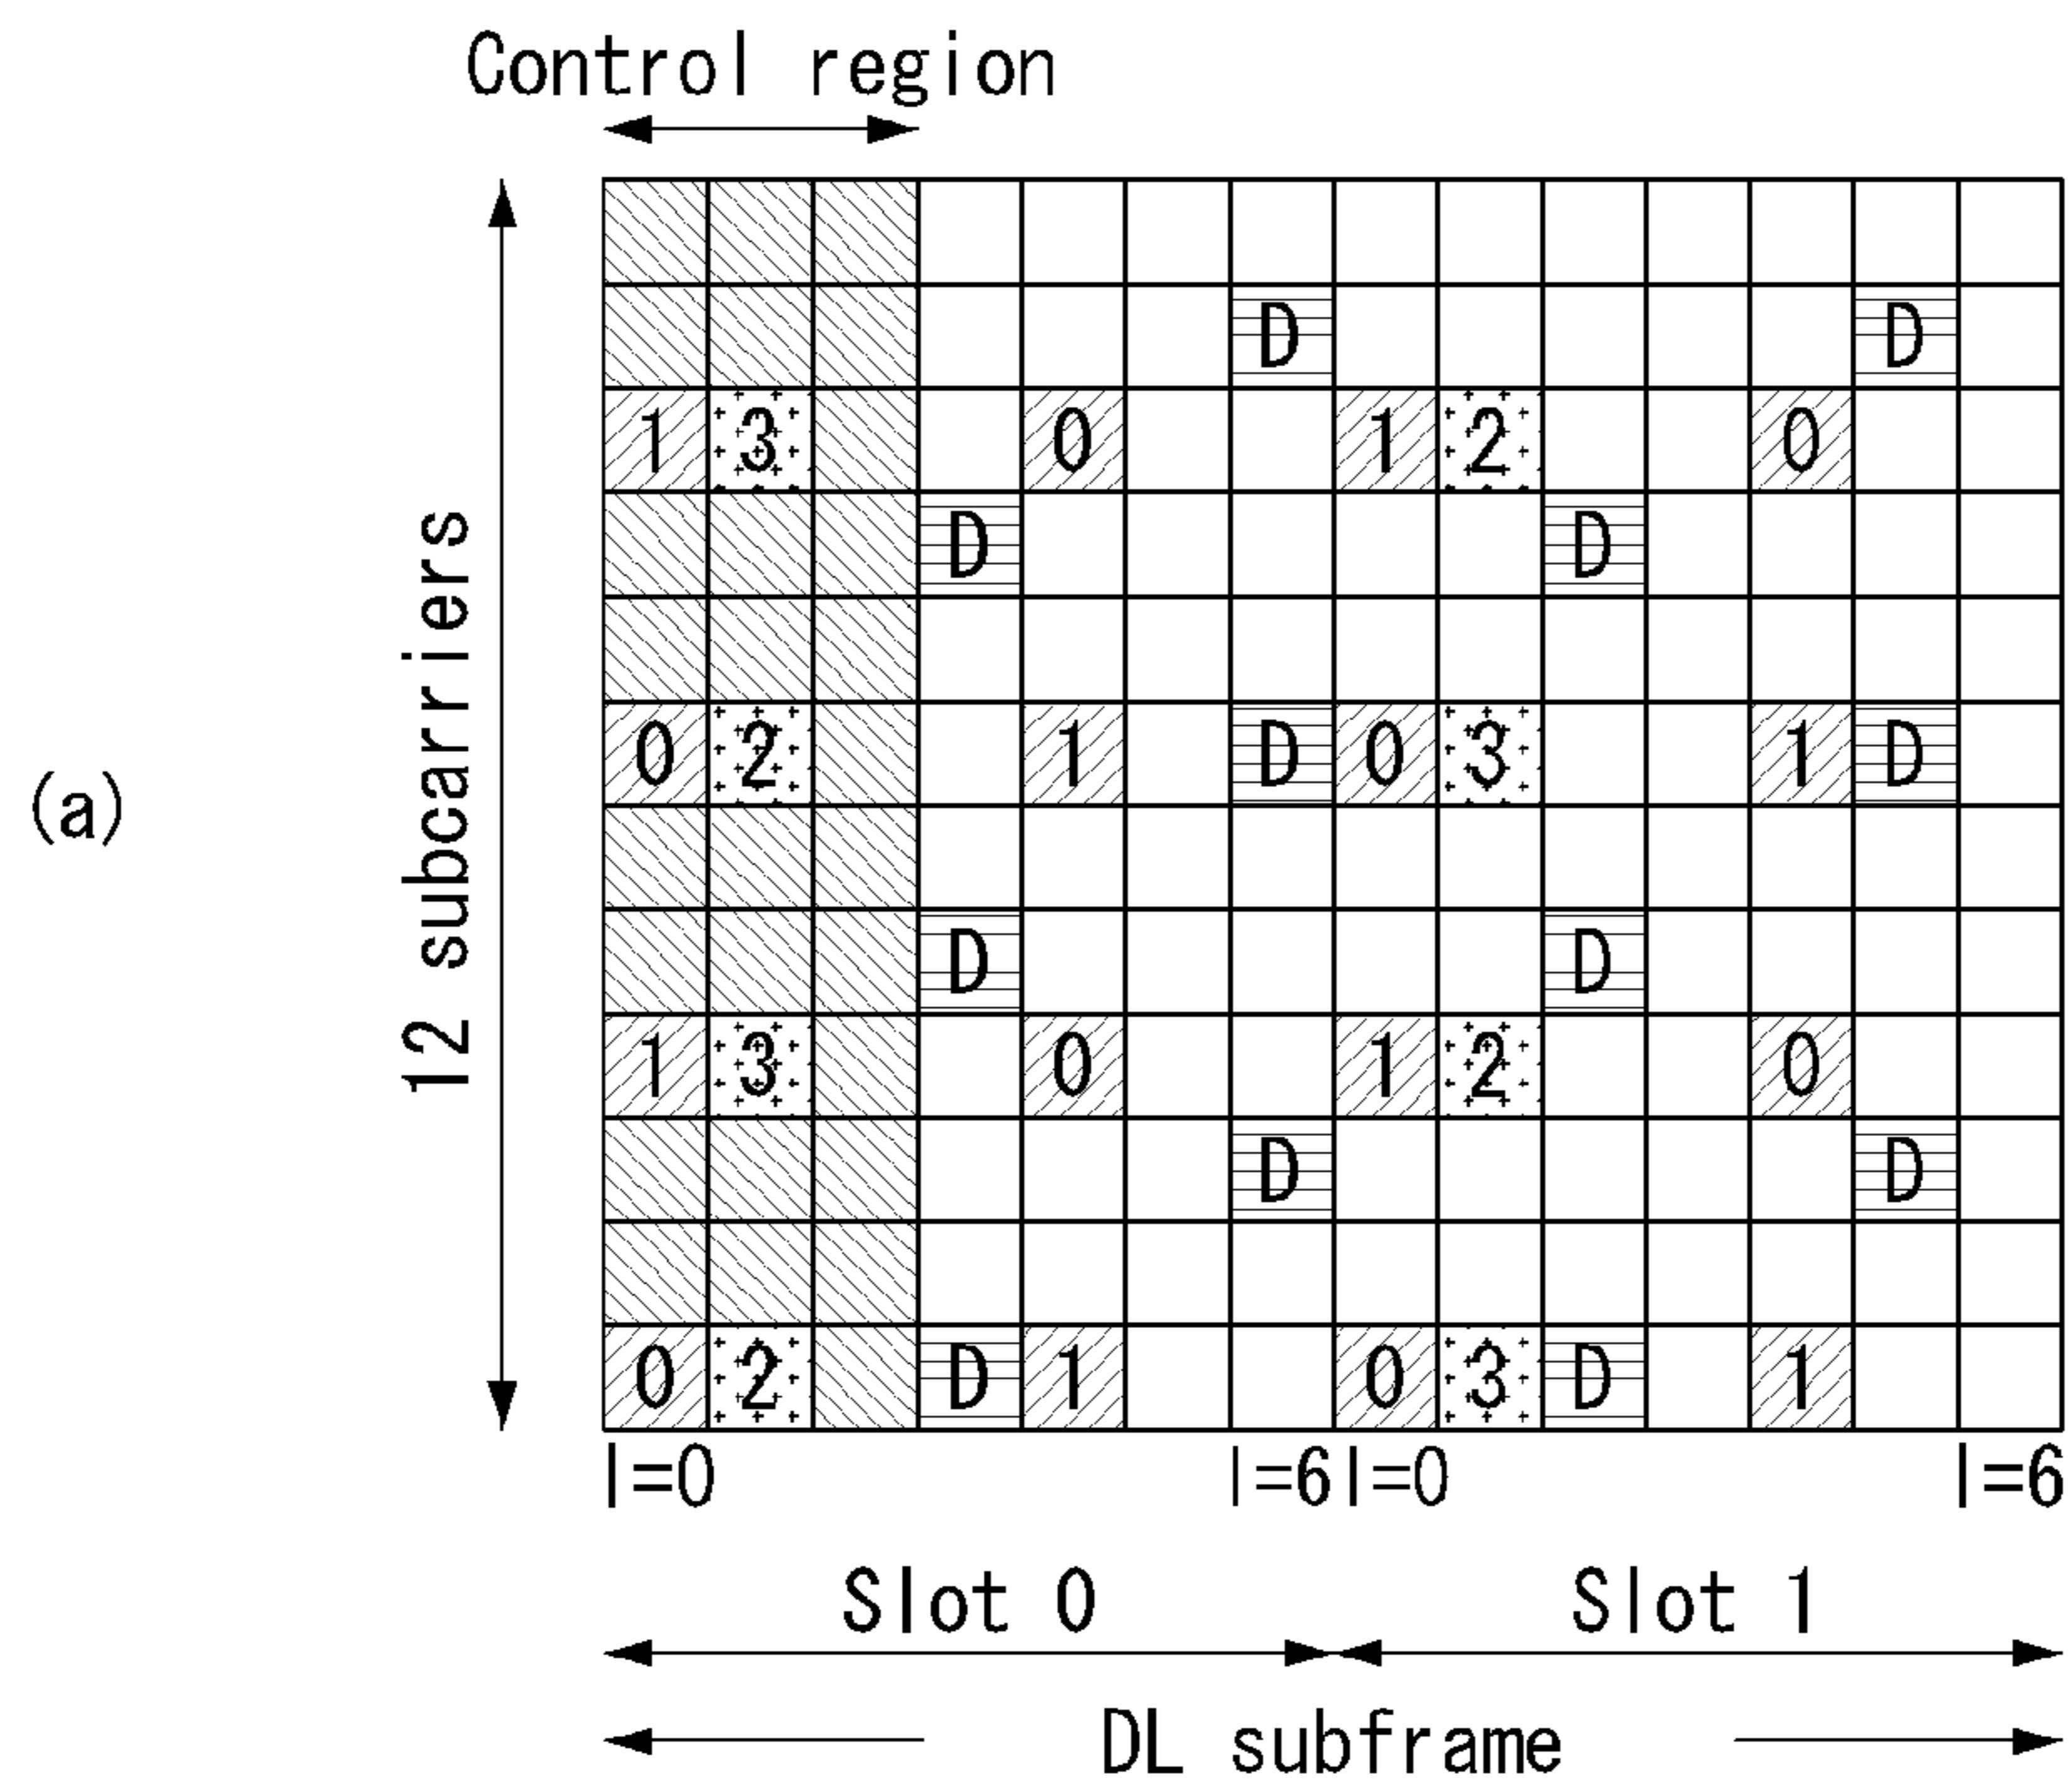 Control region
12 subcarriers
(a)
D D
1 3 0 1 2 0
D D
0 2 1 D 0 3 1 D
D D
1 3 0 1 2 0
D D
0 2 D 1 0 3 D 1
l=0 l=6 l=0 l=6
Slot 0 Slot 1
DL subframe